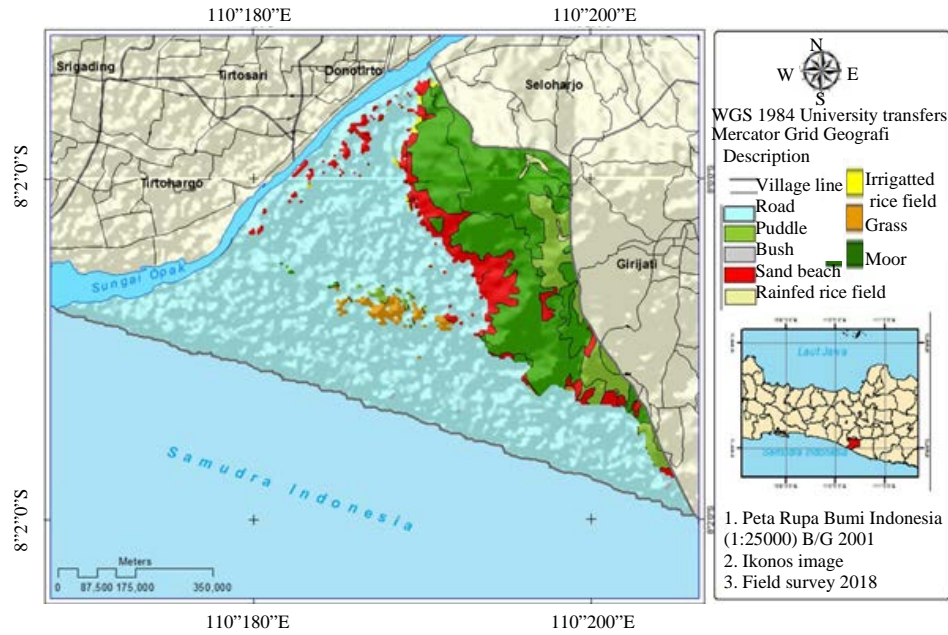 110”180”E
110”200”E
Srigading
Tirtosari
Donotirto
Seloharjo
8”2”0”S
Tirtohargo
Girijati
Sungai Opak
Samudra Indonesia
8”2”0”S
Meters
0 87,500 175,000 350,000
110”180”E
110”200”E
N
W E
S
WGS 1984 University transfers
Mercator Grid Geografi
Description
Village line
Road
Puddle
Bush
Sand beach
Rainfed rice field
Irrigatted
rice field
Grass
Moor
Laut Jawa
Samudra Indonesia
1. Peta Rupa Bumi Indonesia
(1:25000) B/G 2001
2. Ikonos image
3. Field survey 2018